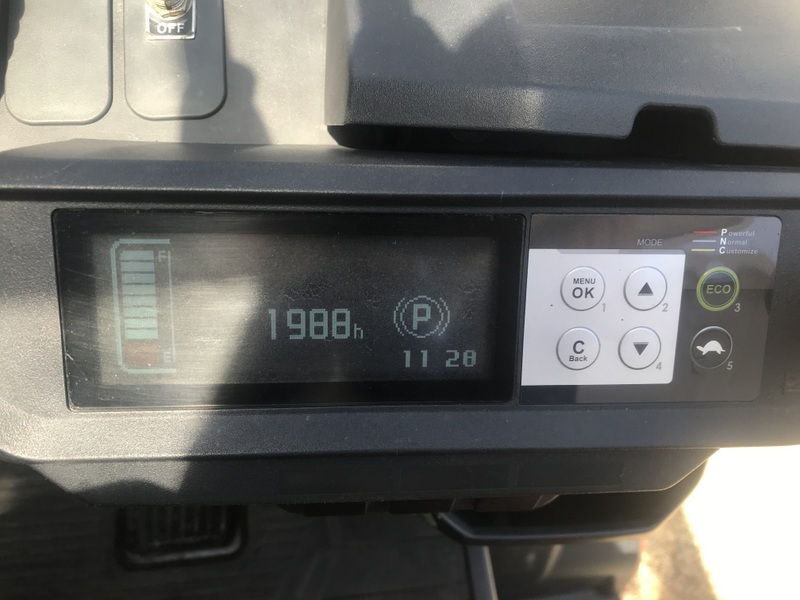 OFF
F
1988h
P
11 28
E
MODE
Powerful
Normal
Customize
MENU
OK
1
▲
2
ECO
3
C
Back
▼
4
5